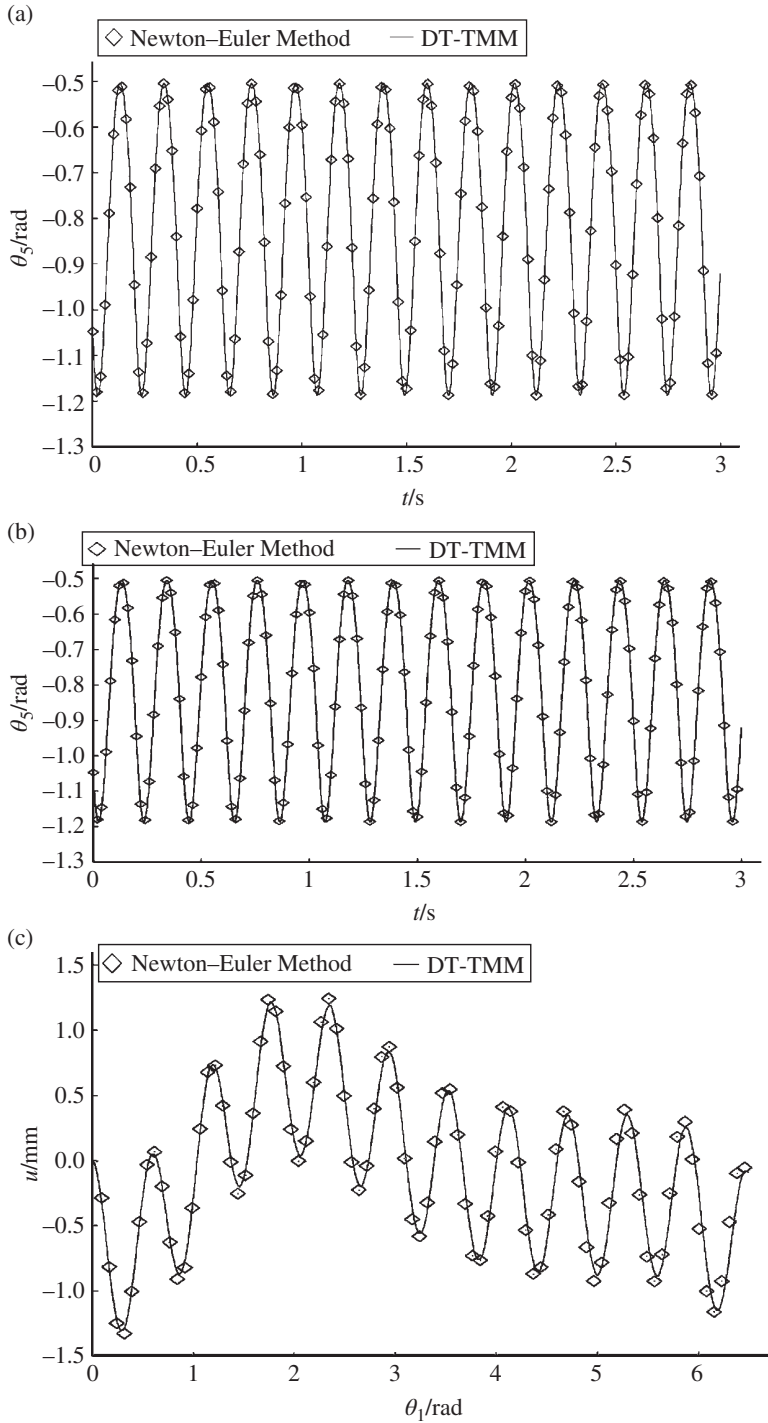 (a)
Newton–Euler Method DT-TMM
–0.5
–0.6
–0.7
–0.8
–0.9
–1.0
–1.1
–1.2
–1.3
θ5/rad
0 0.5 1 1.5 2 2.5 3
t/s
(b)
Newton–Euler Method DT-TMM
–0.5
–0.6
–0.7
–0.8
–0.9
–1.0
–1.1
–1.2
–1.3
θ5/rad
0 0.5 1 1.5 2 2.5 3
t/s
(c)
Newton–Euler Method DT-TMM
1.5
1.0
0.5
0.0
–0.5
–1.0
–1.5
u/mm
0 1 2 3 4 5 6
θ1/rad